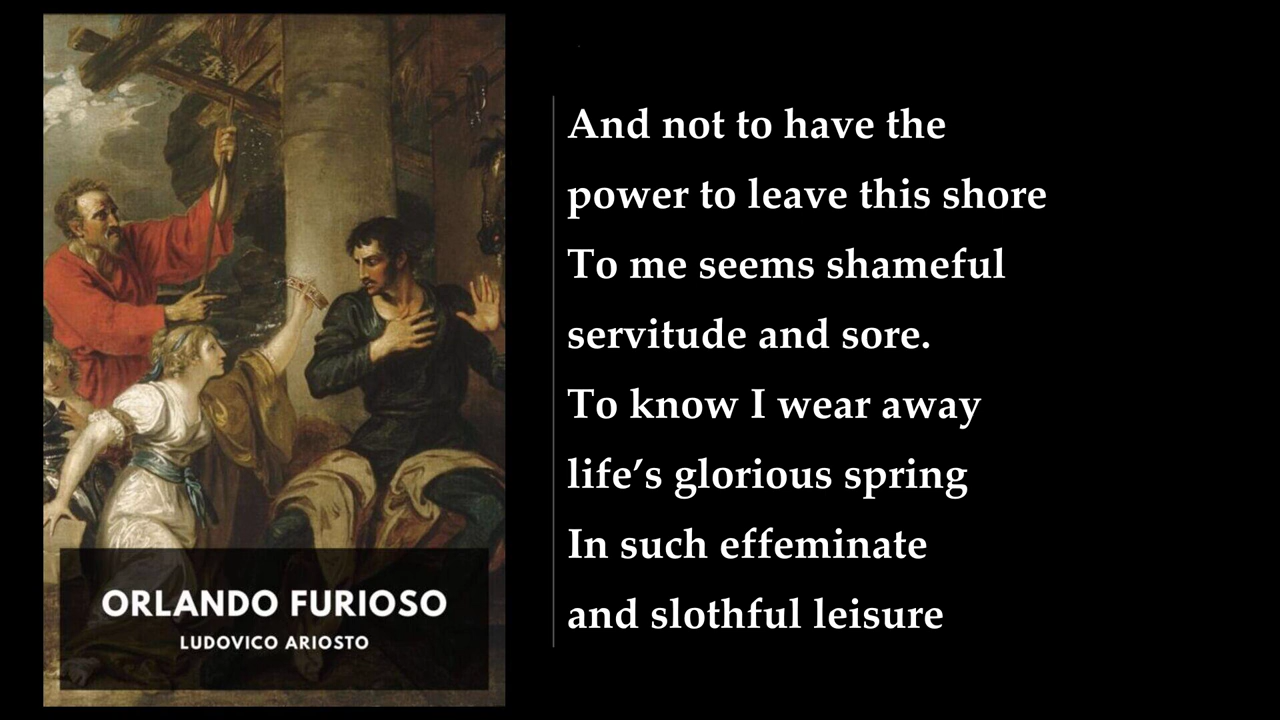 And not to have the
power to leave this shore
To me seems shameful
servitude and sore.
To know I wear away
life’s glorious spring
In such effeminate
and slothful leisure
ORLANDO FURIOSO
LUDOVICO ARIOSTO